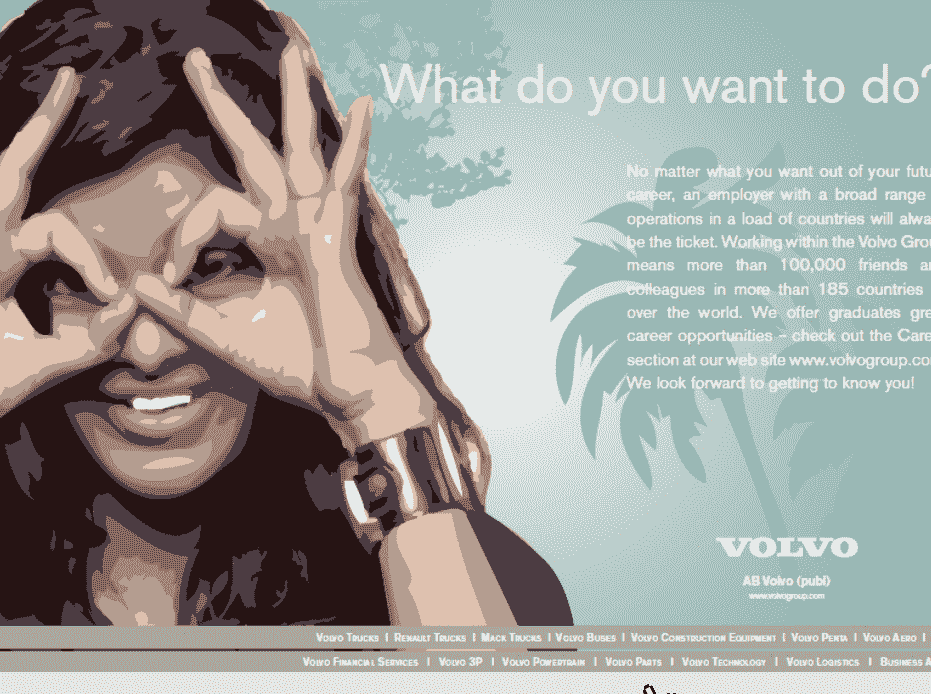 What do you want to do?
No matter what you want out of your futu
career, an employer with a broad range
operations in a load of countries will alwa
be the ticket. Working within the Volvo Grou
means more than 100,000 friends an
colleagues in more than 185 countries
over the world. We offer graduates gre
career opportunities – check out the Care
section at our web site www.volvogroup.co
We look forward to getting to know you!
VOLVO
AB Volvo (publ)
www.volvogroup.com
Volvo Trucks | Renault Trucks | Mack Trucks | Volvo Buses | Volvo Construction Equipment | Volvo Penta | Volvo Aero |
Volvo Financial Services | Volvo 3P | Volvo Powertrain | Volvo Parts | Volvo Technology | Volvo Logistics | Business A